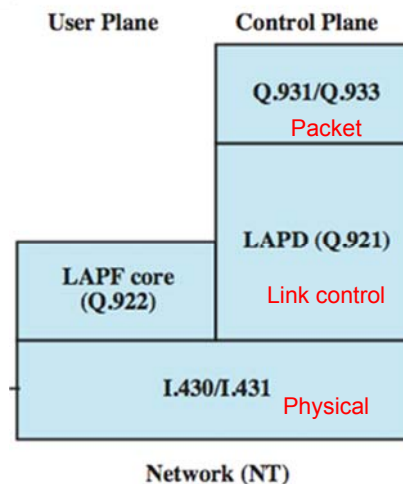 User Plane Control Plane
Q.931/Q.933
Packet
LAPD (Q.921)
LAPF core
(Q.922)
Link control
I.430/I.431
Physical
Network (NT)